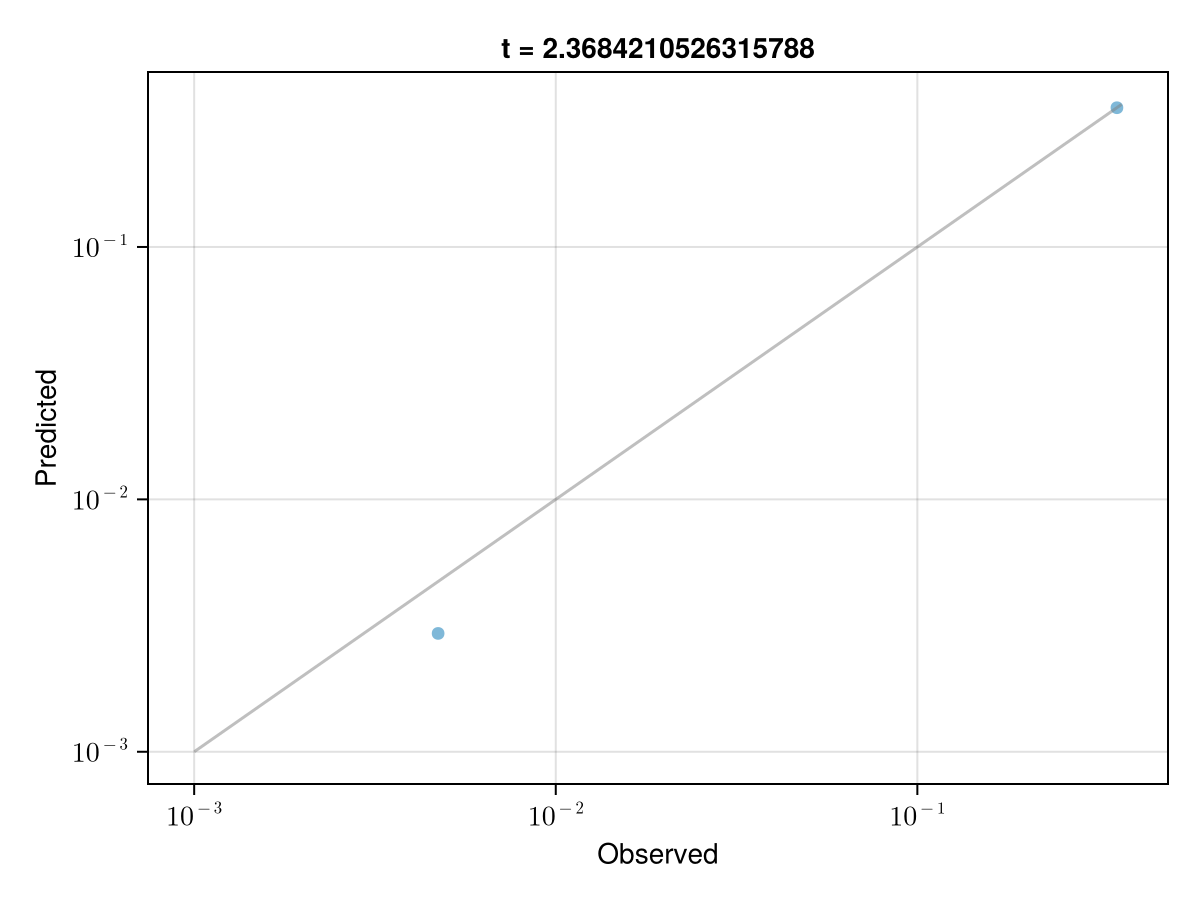 t = 2.3684210526315788
Predicted
10⁻¹
10⁻²
10⁻³
10⁻³ 10⁻² 10⁻¹
Observed